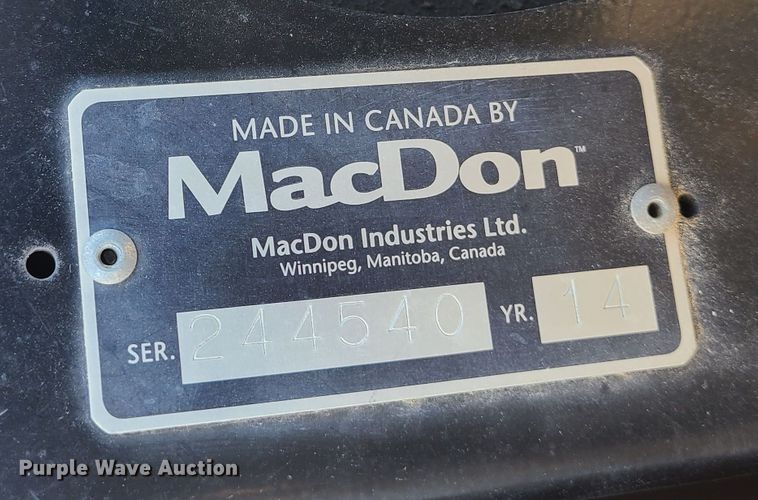 MADE IN CANADA BY
MacDon™
MacDon Industries Ltd.
Winnipeg, Manitoba, Canada
SER. 244540 YR. 14
Purple Wave Auction